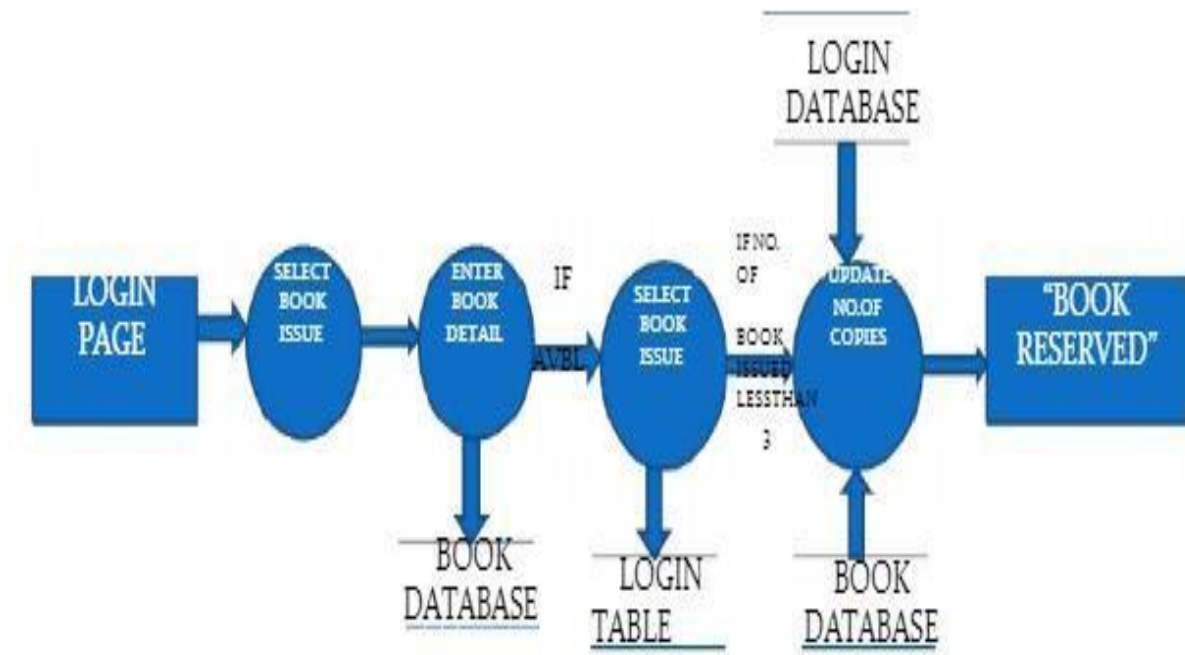 LOGIN
DATABASE
LOGIN
PAGE
SELECT
BOOK
ISSUE
ENTER
BOOK
DETAIL
IF
AVBL
SELECT
BOOK
ISSUE
IF NO.
OF
BOOK
ISSUED
LESSTHAN
3
UPDATE
NO.OF
COPIES
“BOOK
RESERVED”
BOOK
DATABASE
LOGIN
TABLE
BOOK
DATABASE